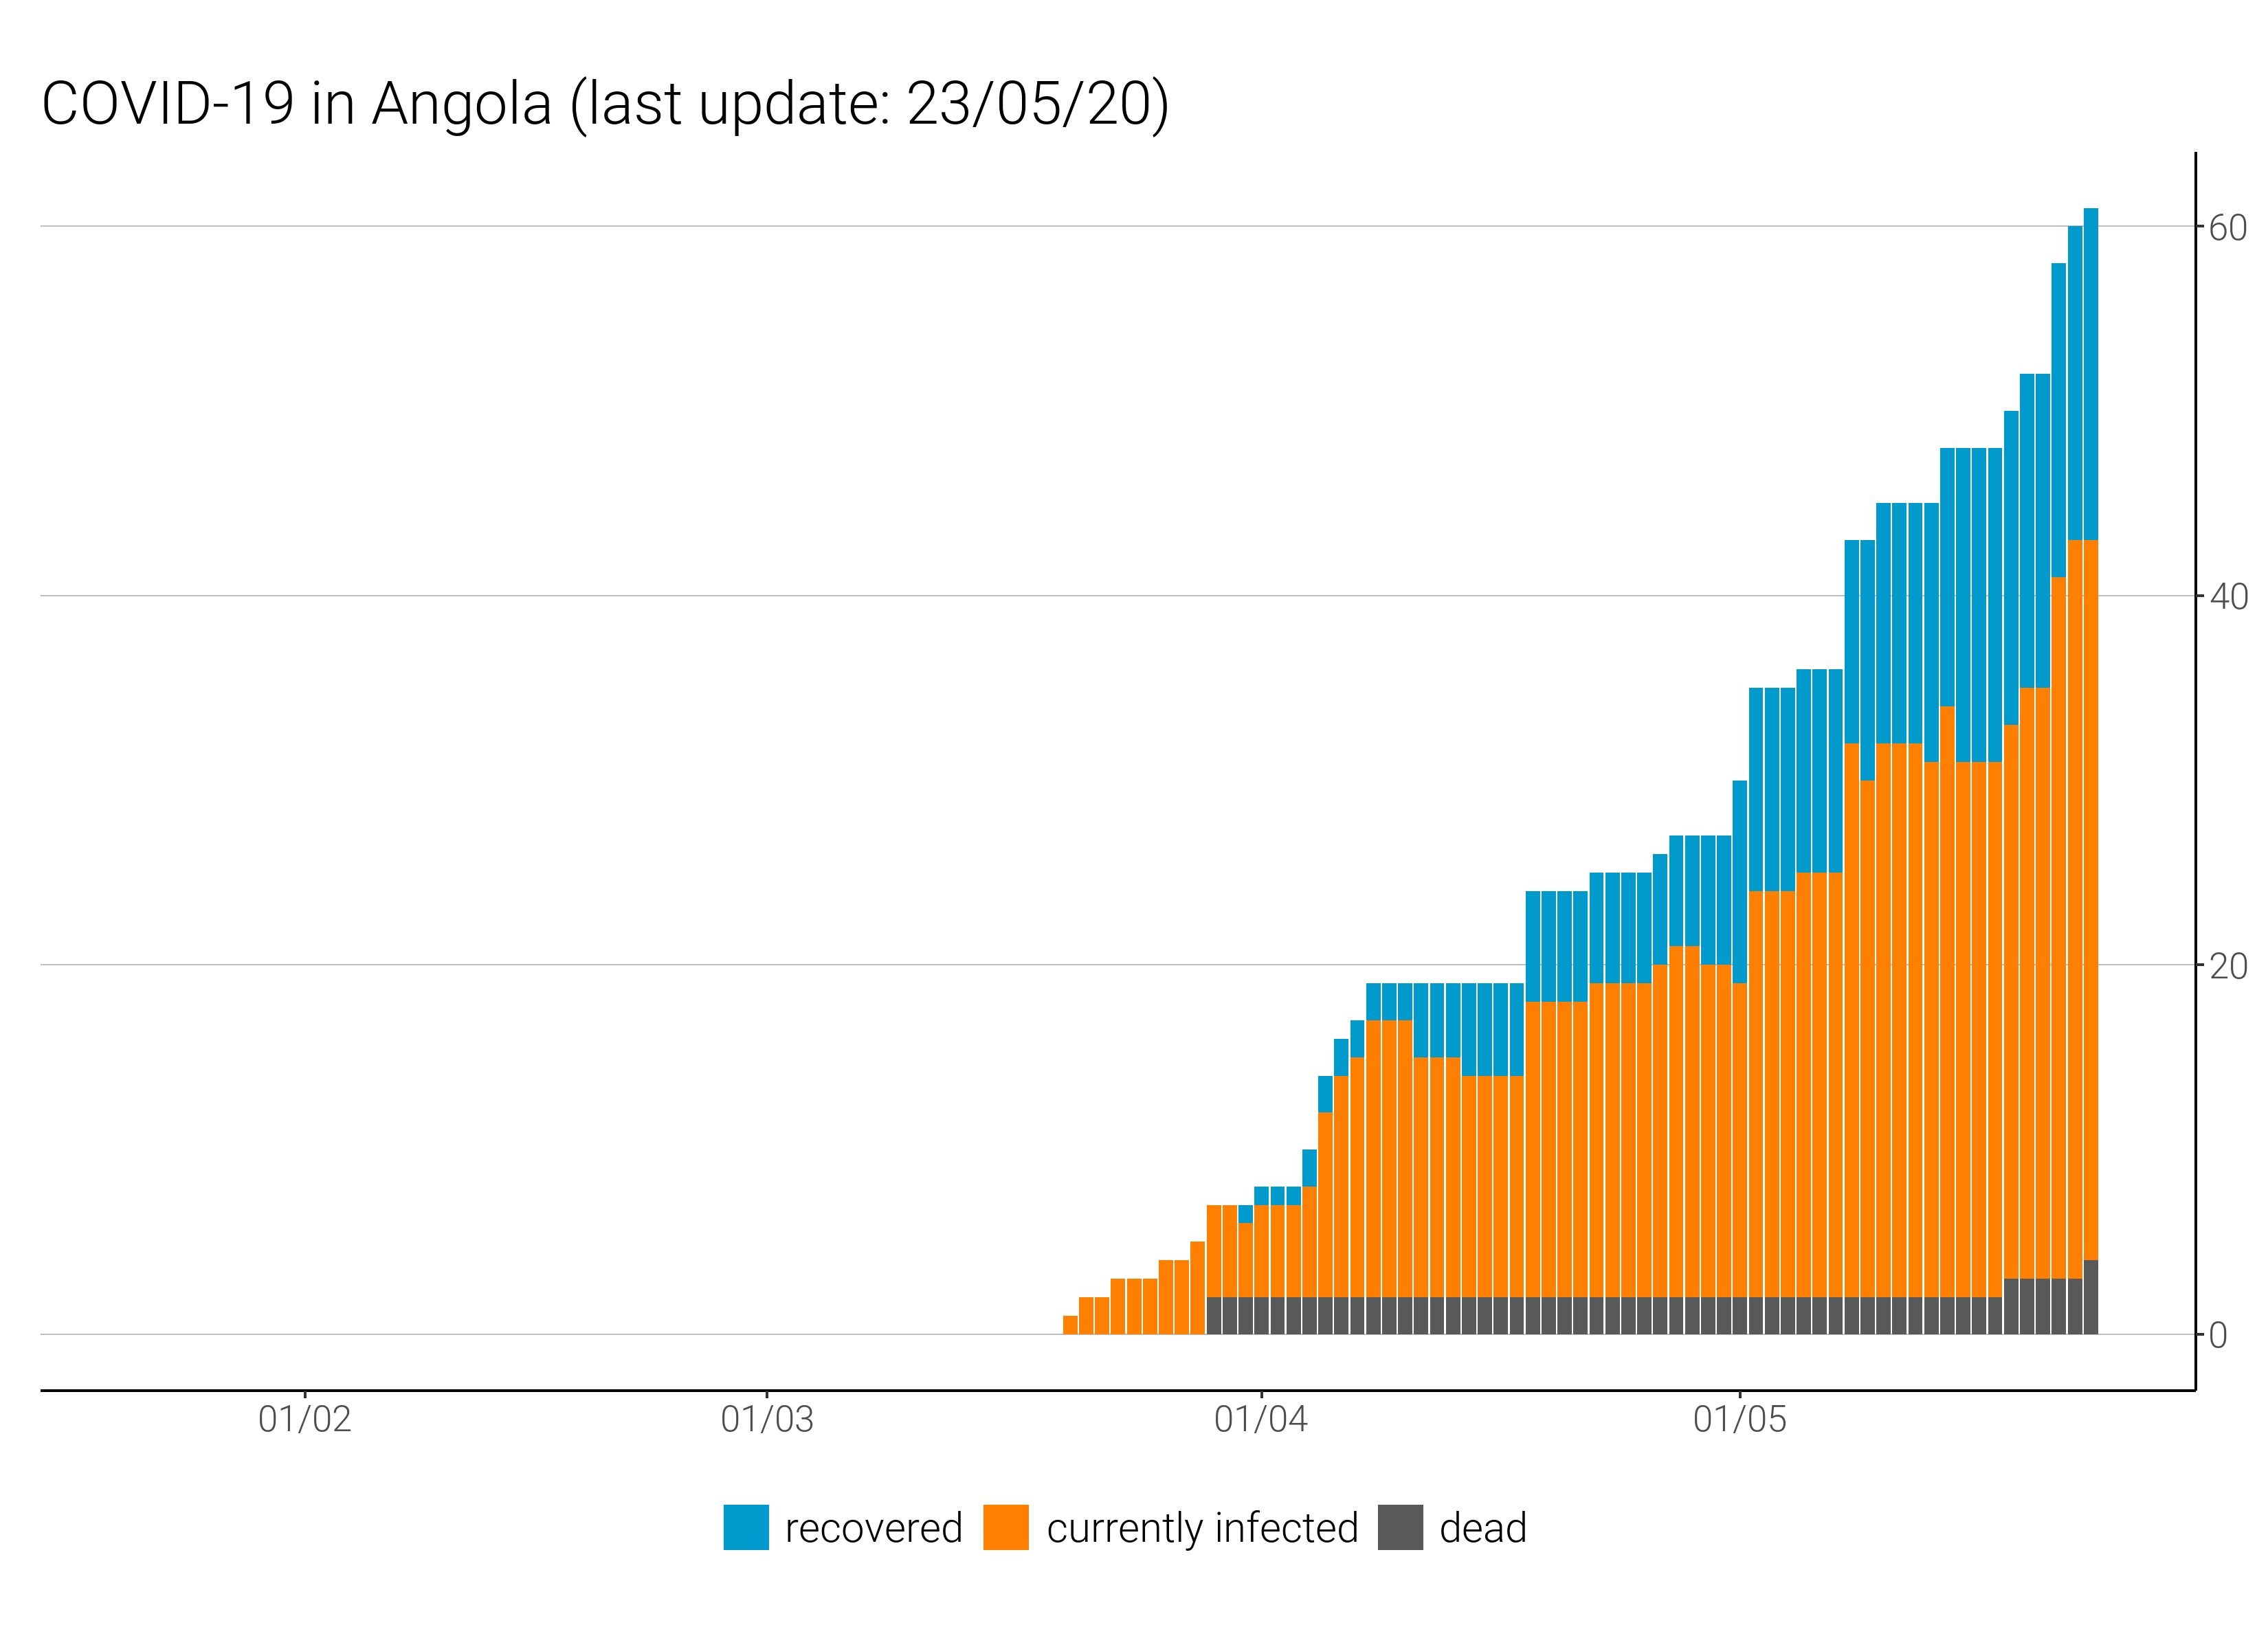 COVID-19 in Angola (last update: 23/05/20)
60
40
20
0
01/02 01/03 01/04 01/05
recovered currently infected dead